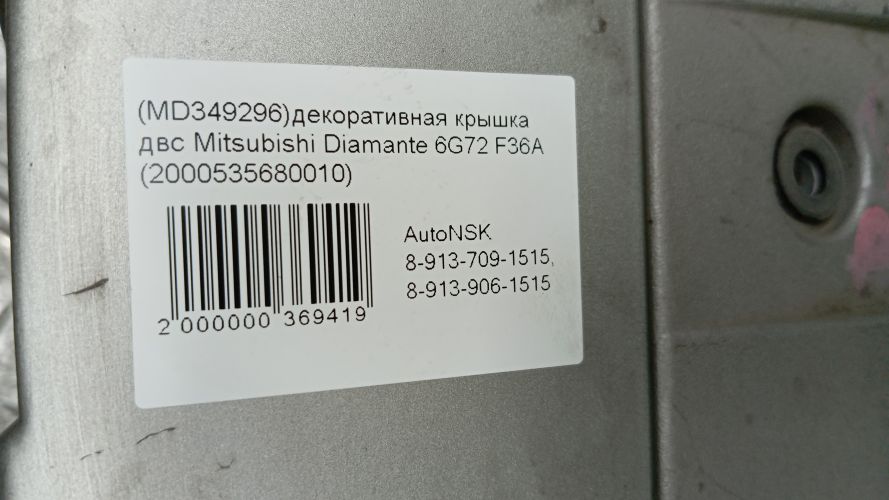 (MD349296)декоративная крышка
двс Mitsubishi Diamante 6G72 F36A
(2000535680010)
AutoNSK
8-913-709-1515,
8-913-906-1515
2 000000 369419